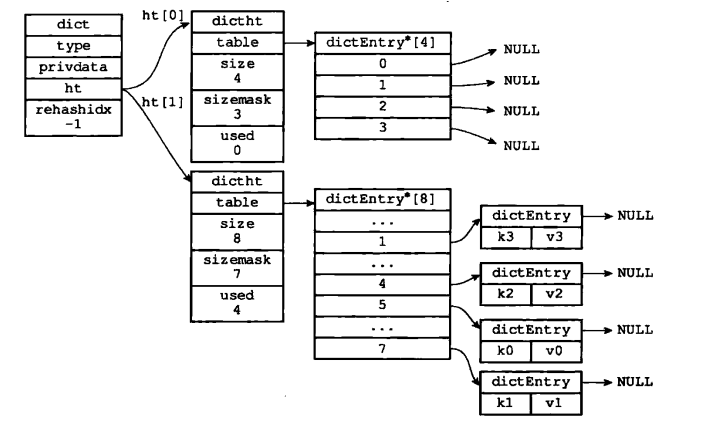 dict
type
privdata
ht
rehashidx
-1
ht[0]
ht[1]
dictht
table
size
4
sizemask
3
used
0
dictEntry*[4]
0
1
2
3
NULL
NULL
NULL
NULL
dictht
table
size
8
sizemask
7
used
4
dictEntry*[8]
...
1
...
4
5
...
7
dictEntry
k3 v3
NULL
dictEntry
k2 v2
NULL
dictEntry
k0 v0
NULL
dictEntry
k1 v1
NULL